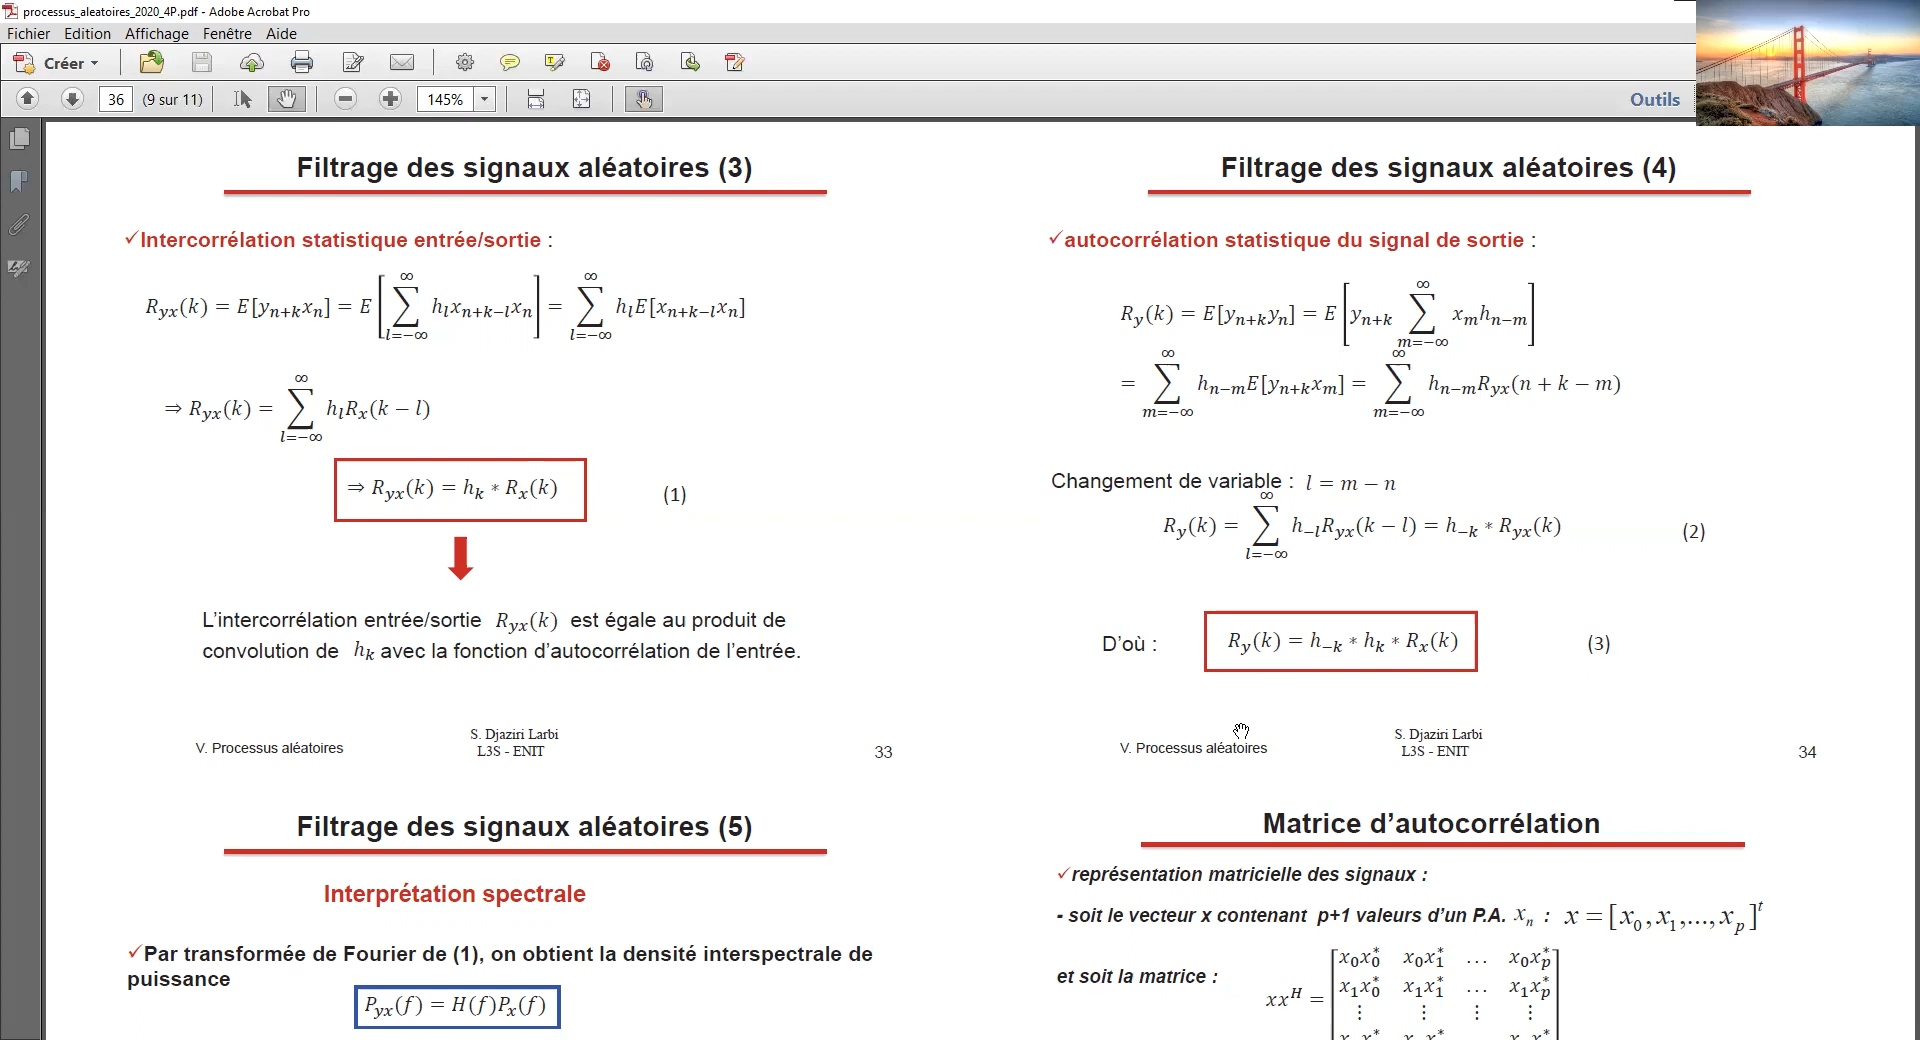 processus_aleatoires_2020_4P.pdf - Adobe Acrobat Pro
Fichier Edition Affichage Fenêtre Aide
Créer
36 (9 sur 11) 145% Outils
Filtrage des signaux aléatoires (3)
✓Intercorrélation statistique entrée/sortie :
R_{yx}(k) = E[y_{n+k}x_n] = E[∑_{l=-∞}^{∞} h_l x_{n+k-l}x_n] = ∑_{l=-∞}^{∞} h_l E[x_{n+k-l}x_n]
⇒ R_{yx}(k) = ∑_{l=-∞}^{∞} h_l R_x(k - l)
⇒ R_{yx}(k) = h_k * R_x(k) (1)
L'intercorrélation entrée/sortie R_{yx}(k) est égale au produit de
convolution de h_k avec la fonction d'autocorrélation de l'entrée.
V. Processus aléatoires
S. Djaziri Larbi
L3S - ENIT
33
Filtrage des signaux aléatoires (4)
✓autocorrélation statistique du signal de sortie :
R_y(k) = E[y_{n+k}y_n] = E[y_{n+k} ∑_{m=-∞}^{∞} x_m h_{n-m}]
= ∑_{m=-∞}^{∞} h_{n-m}E[y_{n+k}x_m] = ∑_{m=-∞}^{∞} h_{n-m}R_{yx}(n + k - m)
Changement de variable : l = m - n
R_y(k) = ∑_{l=-∞}^{∞} h_{-l}R_{yx}(k - l) = h_{-k} * R_{yx}(k) (2)
D'où : R_y(k) = h_{-k} * h_k * R_x(k) (3)
V. Processus aléatoires
S. Djaziri Larbi
L3S - ENIT
34
Filtrage des signaux aléatoires (5)
Interprétation spectrale
✓Par transformée de Fourier de (1), on obtient la densité interspectrale de
puissance
P_{yx}(f) = H(f)P_x(f)
Matrice d'autocorrélation
✓représentation matricielle des signaux :
- soit le vecteur x contenant p+1 valeurs d'un P.A. x_n : x = [x_0, x_1, ..., x_p]^t
et soit la matrice :
x_0x_0^* x_0x_1^* … x_0x_p^*
xx^H = x_1x_0^* x_1x_1^* … x_1x_p^*
⋮ ⋮ ⋮ ⋮